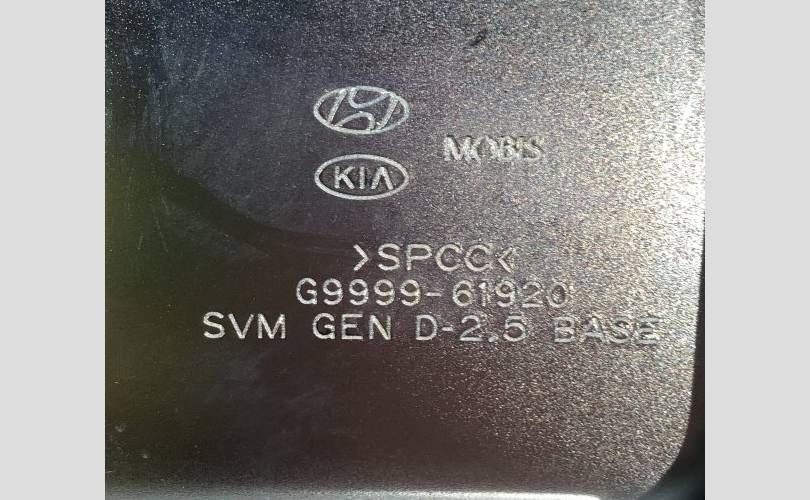 MOBIS
KIA
>SPCC<
G9999-61920
SVM GEN D-2.5 BASE